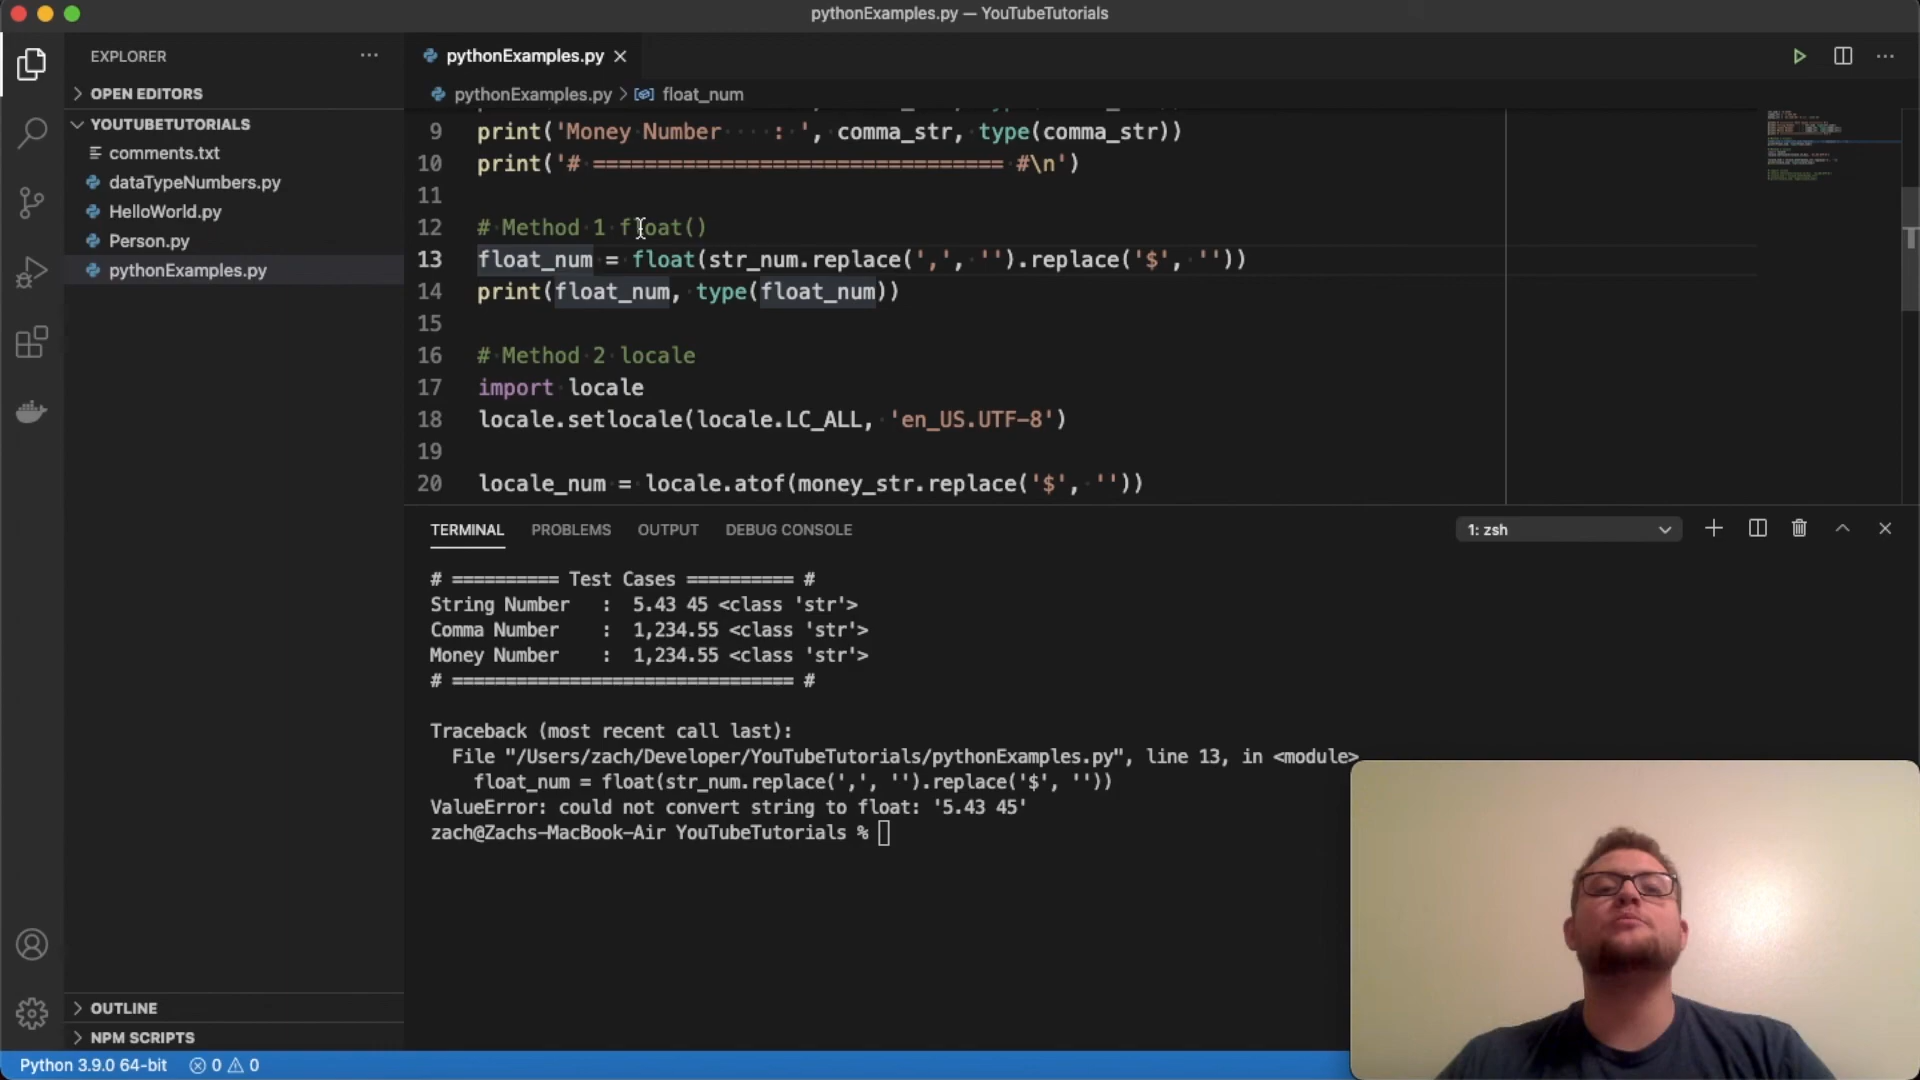 pythonExamples.py — YouTubeTutorials
EXPLORER
OPEN EDITORS
YOUTUBETUTORIALS
comments.txt
dataTypeNumbers.py
HelloWorld.py
Person.py
pythonExamples.py
OUTLINE
NPM SCRIPTS
pythonExamples.py
pythonExamples.py > float_num
9 print('Money Number    : ', comma_str, type(comma_str))
10 print('# ================================ #\n')
11
12 # Method 1 float()
13 float_num = float(str_num.replace(',', '').replace('$', ''))
14 print(float_num, type(float_num))
15
16 # Method 2 locale
17 import locale
18 locale.setlocale(locale.LC_ALL, 'en_US.UTF-8')
19
20 locale_num = locale.atof(money_str.replace('$', ''))
TERMINAL PROBLEMS OUTPUT DEBUG CONSOLE 1: zsh
# ========== Test Cases ========== #
String Number   :  5.43 45 <class 'str'>
Comma Number    :  1,234.55 <class 'str'>
Money Number    :  1,234.55 <class 'str'>
# ================================ #
Traceback (most recent call last):
File "/Users/zach/Developer/YouTubeTutorials/pythonExamples.py", line 13, in <module>
float_num = float(str_num.replace(',', '').replace('$', ''))
ValueError: could not convert string to float: '5.43 45'
zach@Zachs-MacBook-Air YouTubeTutorials %
Python 3.9.0 64-bit 0 0